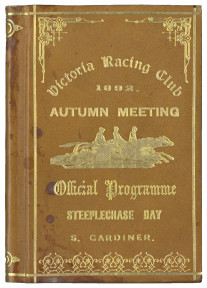 Victoria Racing Club
1892.
AUTUMN MEETING
Official Programme
STEEPLECHASE DAY
S. GARDINER.